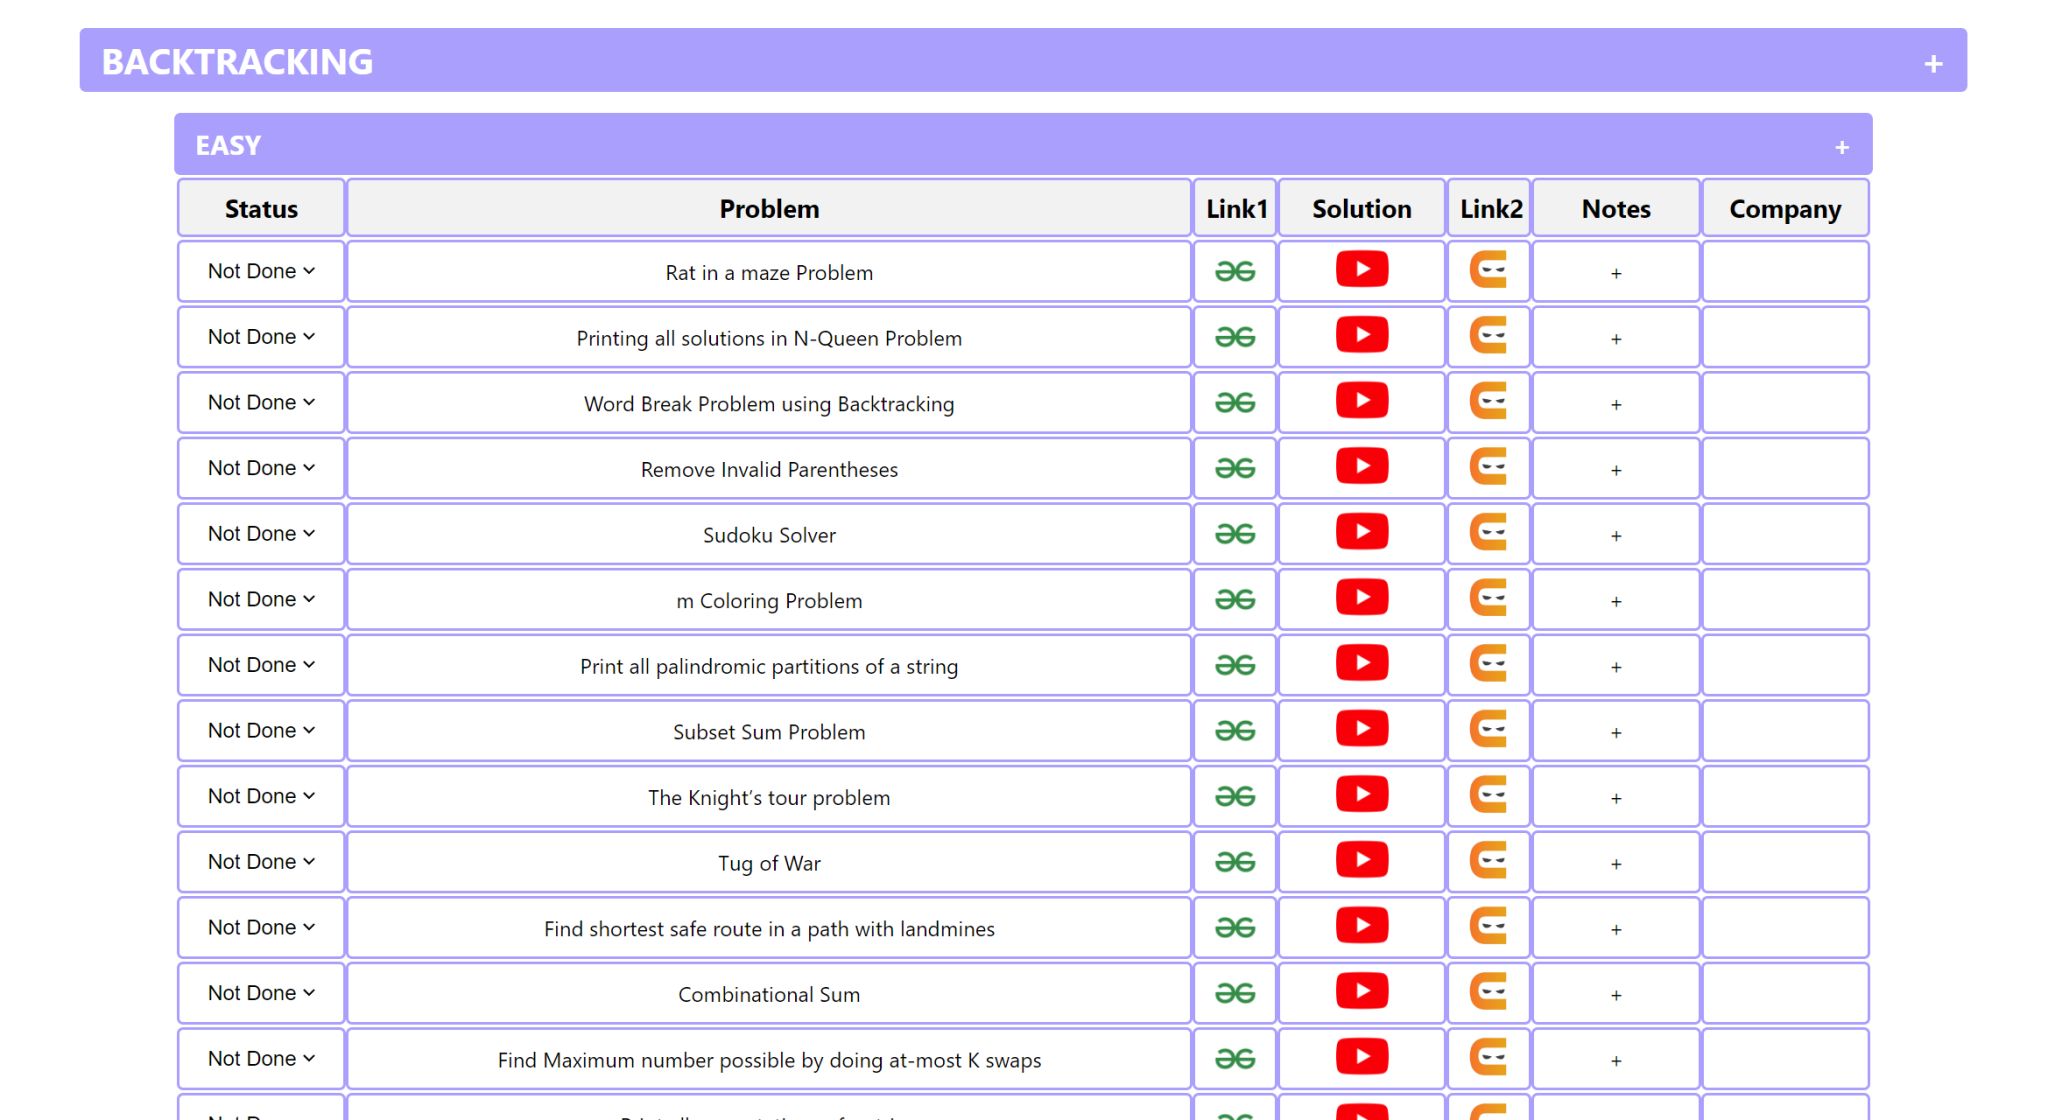 BACKTRACKING +
EASY +
Status Problem Link1 Solution Link2 Notes Company
Not Done Rat in a maze Problem +
Not Done Printing all solutions in N-Queen Problem +
Not Done Word Break Problem using Backtracking +
Not Done Remove Invalid Parentheses +
Not Done Sudoku Solver +
Not Done m Coloring Problem +
Not Done Print all palindromic partitions of a string +
Not Done Subset Sum Problem +
Not Done The Knight’s tour problem +
Not Done Tug of War +
Not Done Find shortest safe route in a path with landmines +
Not Done Combinational Sum +
Not Done Find Maximum number possible by doing at-most K swaps +